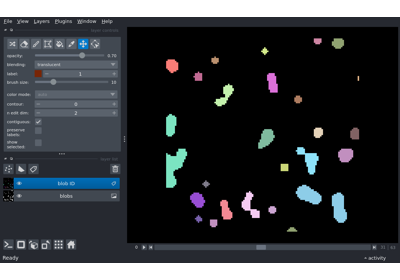 File View Layers Plugins Window Help
opacity: 0.70
blending: translucent
label: 1
brush size: 10
color mode:
contour: 0
n edit dim: 2
contiguous:
preserve labels:
show selected:
blob ID
blobs
0
Ready
activity